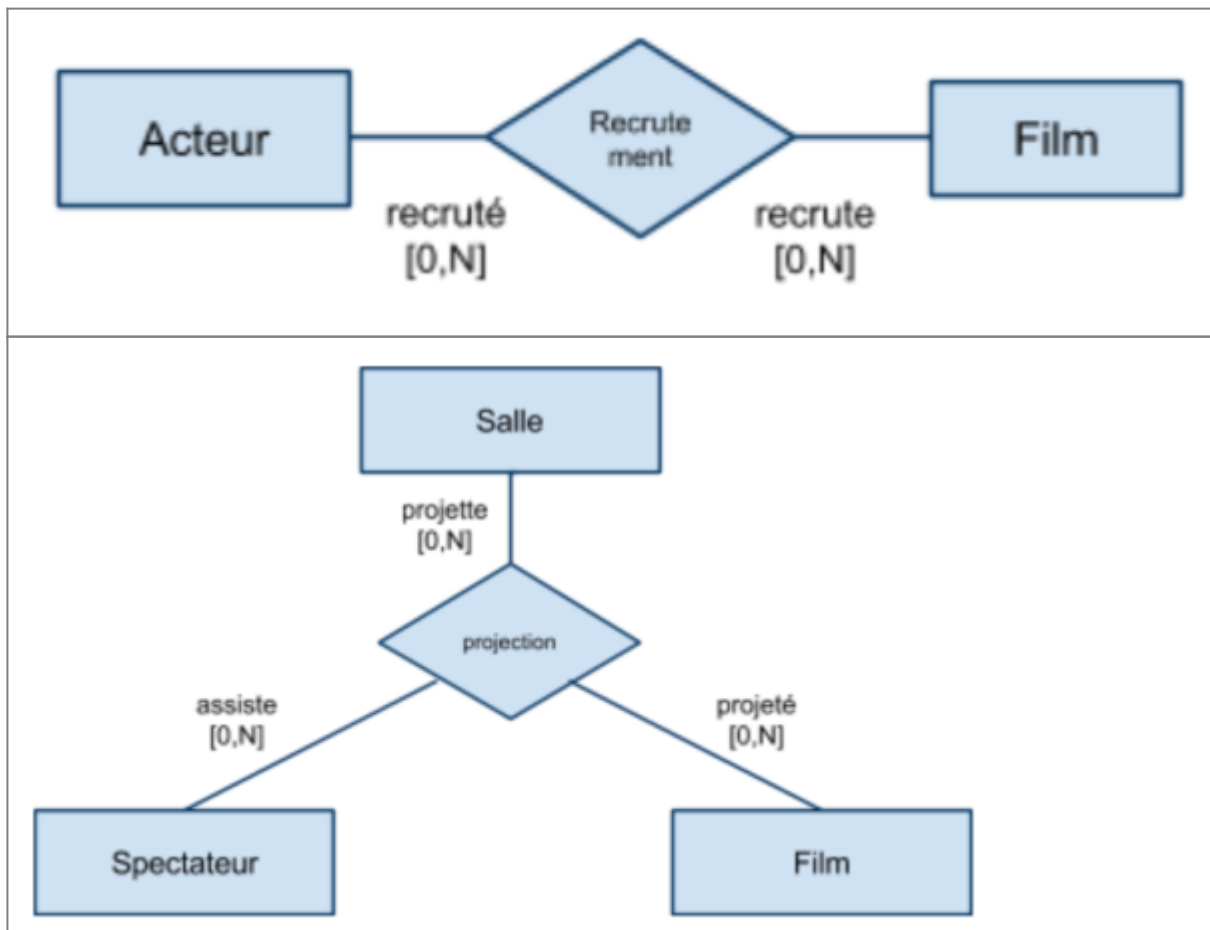 Acteur
Recrute
ment
Film
recruté
[0,N]
recrute
[0,N]
Salle
projette
[0,N]
projection
assiste
[0,N]
projeté
[0,N]
Spectateur
Film